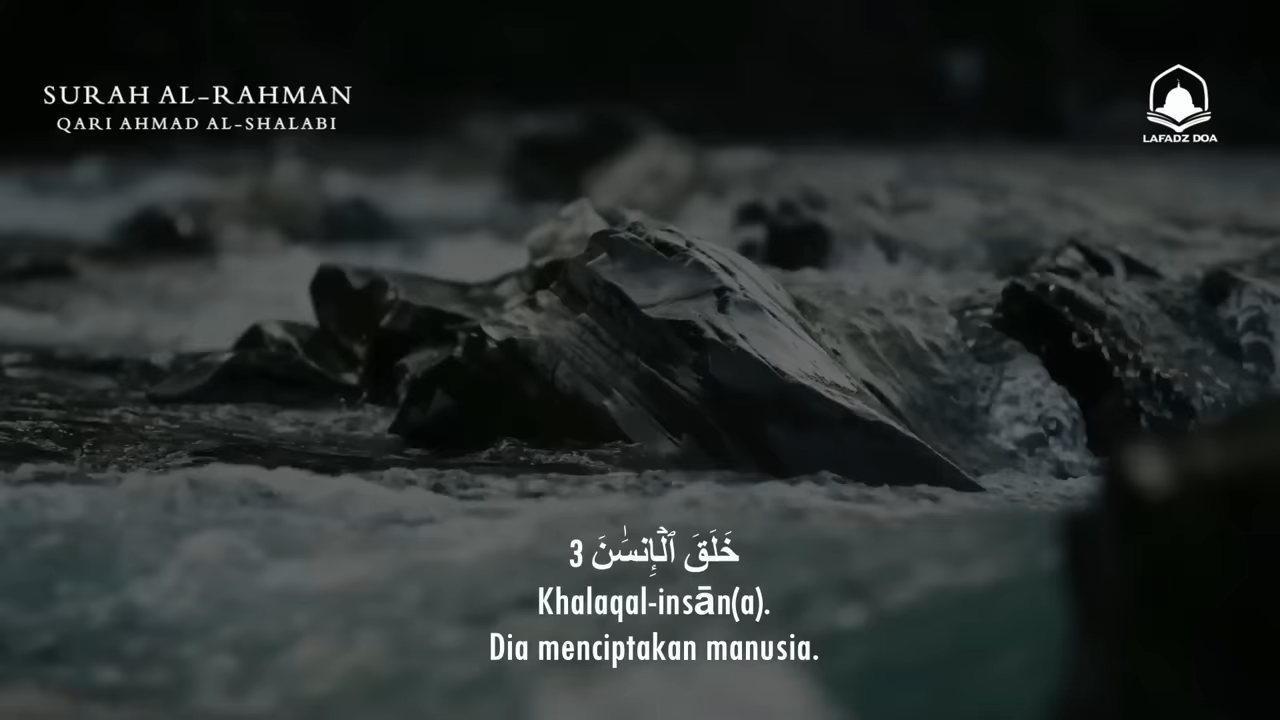 SURAH AL-RAHMAN
QARI AHMAD AL-SHALABI
LAFADZ DOA
خَلَقَ ٱلْإِنسَٰنَ 3
Khalaqal-insān(a).
Dia menciptakan manusia.